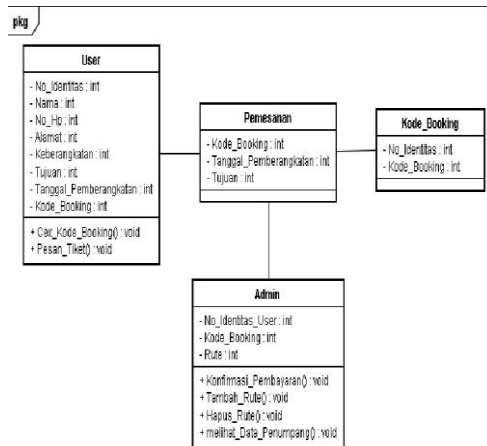 pkg
User
- No_Identitas : int
- Nama : int
- No_Hp : int
- Alamat : int
- Keberangkatan : int
- Tujuan : int
- Tanggal_Pemberangkatan : int
- Kode_Booking : int
+ Cek_Kode_Booking() : void
+ Pesan_Tiket() : void
Pemesanan
- Kode_Booking : int
- Tanggal_Pemberangkatan : int
- Tujuan : int
Kode_Booking
- No_Identitas : int
- Kode_Booking : int
Admin
- No_Identitas_User : int
- Kode_Booking : int
- Rute : int
+ Konfirmasi_Pembayaran() : void
+ Tambah_Rute() : void
+ Hapus_Rute() : void
+ melihat_Data_Penumpang() : void